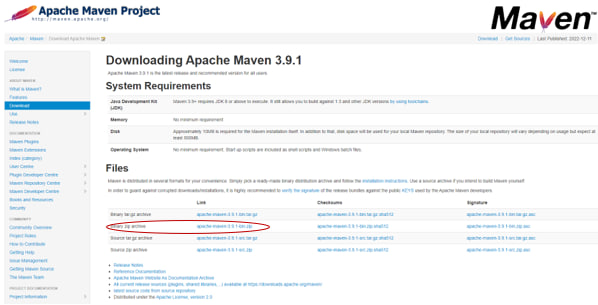 Apache Maven Project
http://maven.apache.org/
Maven™
Apache / Maven / Download Apache Maven
Download | Get Sources | Last Published: 2022-12-11
Welcome
License
ABOUT MAVEN
What is Maven?
Features
Download
Use
Release Notes
DOCUMENTATION
Maven Plugins
Maven Extensions
Index (category)
User Centre
Plugin Developer Centre
Maven Repository Centre
Maven Developer Centre
Books and Resources
Security
COMMUNITY
Community Overview
Project Roles
How to Contribute
Getting Help
Issue Management
Getting Maven Source
The Maven Team
PROJECT DOCUMENTATION
Project Information
Downloading Apache Maven 3.9.1
Apache Maven 3.9.1 is the latest release and recommended version for all users.
System Requirements
Java Development Kit (JDK)
Maven 3.9+ requires JDK 8 or above to execute. It still allows you to build against 1.3 and other JDK versions by using toolchains.
Memory
No minimum requirement
Disk
Approximately 10MB is required for the Maven installation itself. In addition to that, disk space will be used for your local Maven repository. The size of your local repository will vary depending on usage but expect at least 500MB.
Operating System
No minimum requirement. Start up scripts are included as shell scripts and Windows batch files.
Files
Maven is distributed in several formats for your convenience. Simply pick a ready-made binary distribution archive and follow the installation instructions. Use a source archive if you intend to build Maven yourself.
In order to guard against corrupted downloads/installations, it is highly recommended to verify the signature of the release bundles against the public KEYS used by the Apache Maven developers.
Link Checksums Signature
Binary tar.gz archive apache-maven-3.9.1-bin.tar.gz apache-maven-3.9.1-bin.tar.gz.sha512 apache-maven-3.9.1-bin.tar.gz.asc
Binary zip archive apache-maven-3.9.1-bin.zip apache-maven-3.9.1-bin.zip.sha512 apache-maven-3.9.1-bin.zip.asc
Source tar.gz archive apache-maven-3.9.1-src.tar.gz apache-maven-3.9.1-src.tar.gz.sha512 apache-maven-3.9.1-src.tar.gz.asc
Source zip archive apache-maven-3.9.1-src.zip apache-maven-3.9.1-src.zip.sha512 apache-maven-3.9.1-src.zip.asc
Release Notes
Reference Documentation
Apache Maven Website As Documentation Archive
All current release sources (plugins, shared libraries,...) available at https://downloads.apache.org/maven/
latest source code from source repository
Distributed under the Apache License, version 2.0